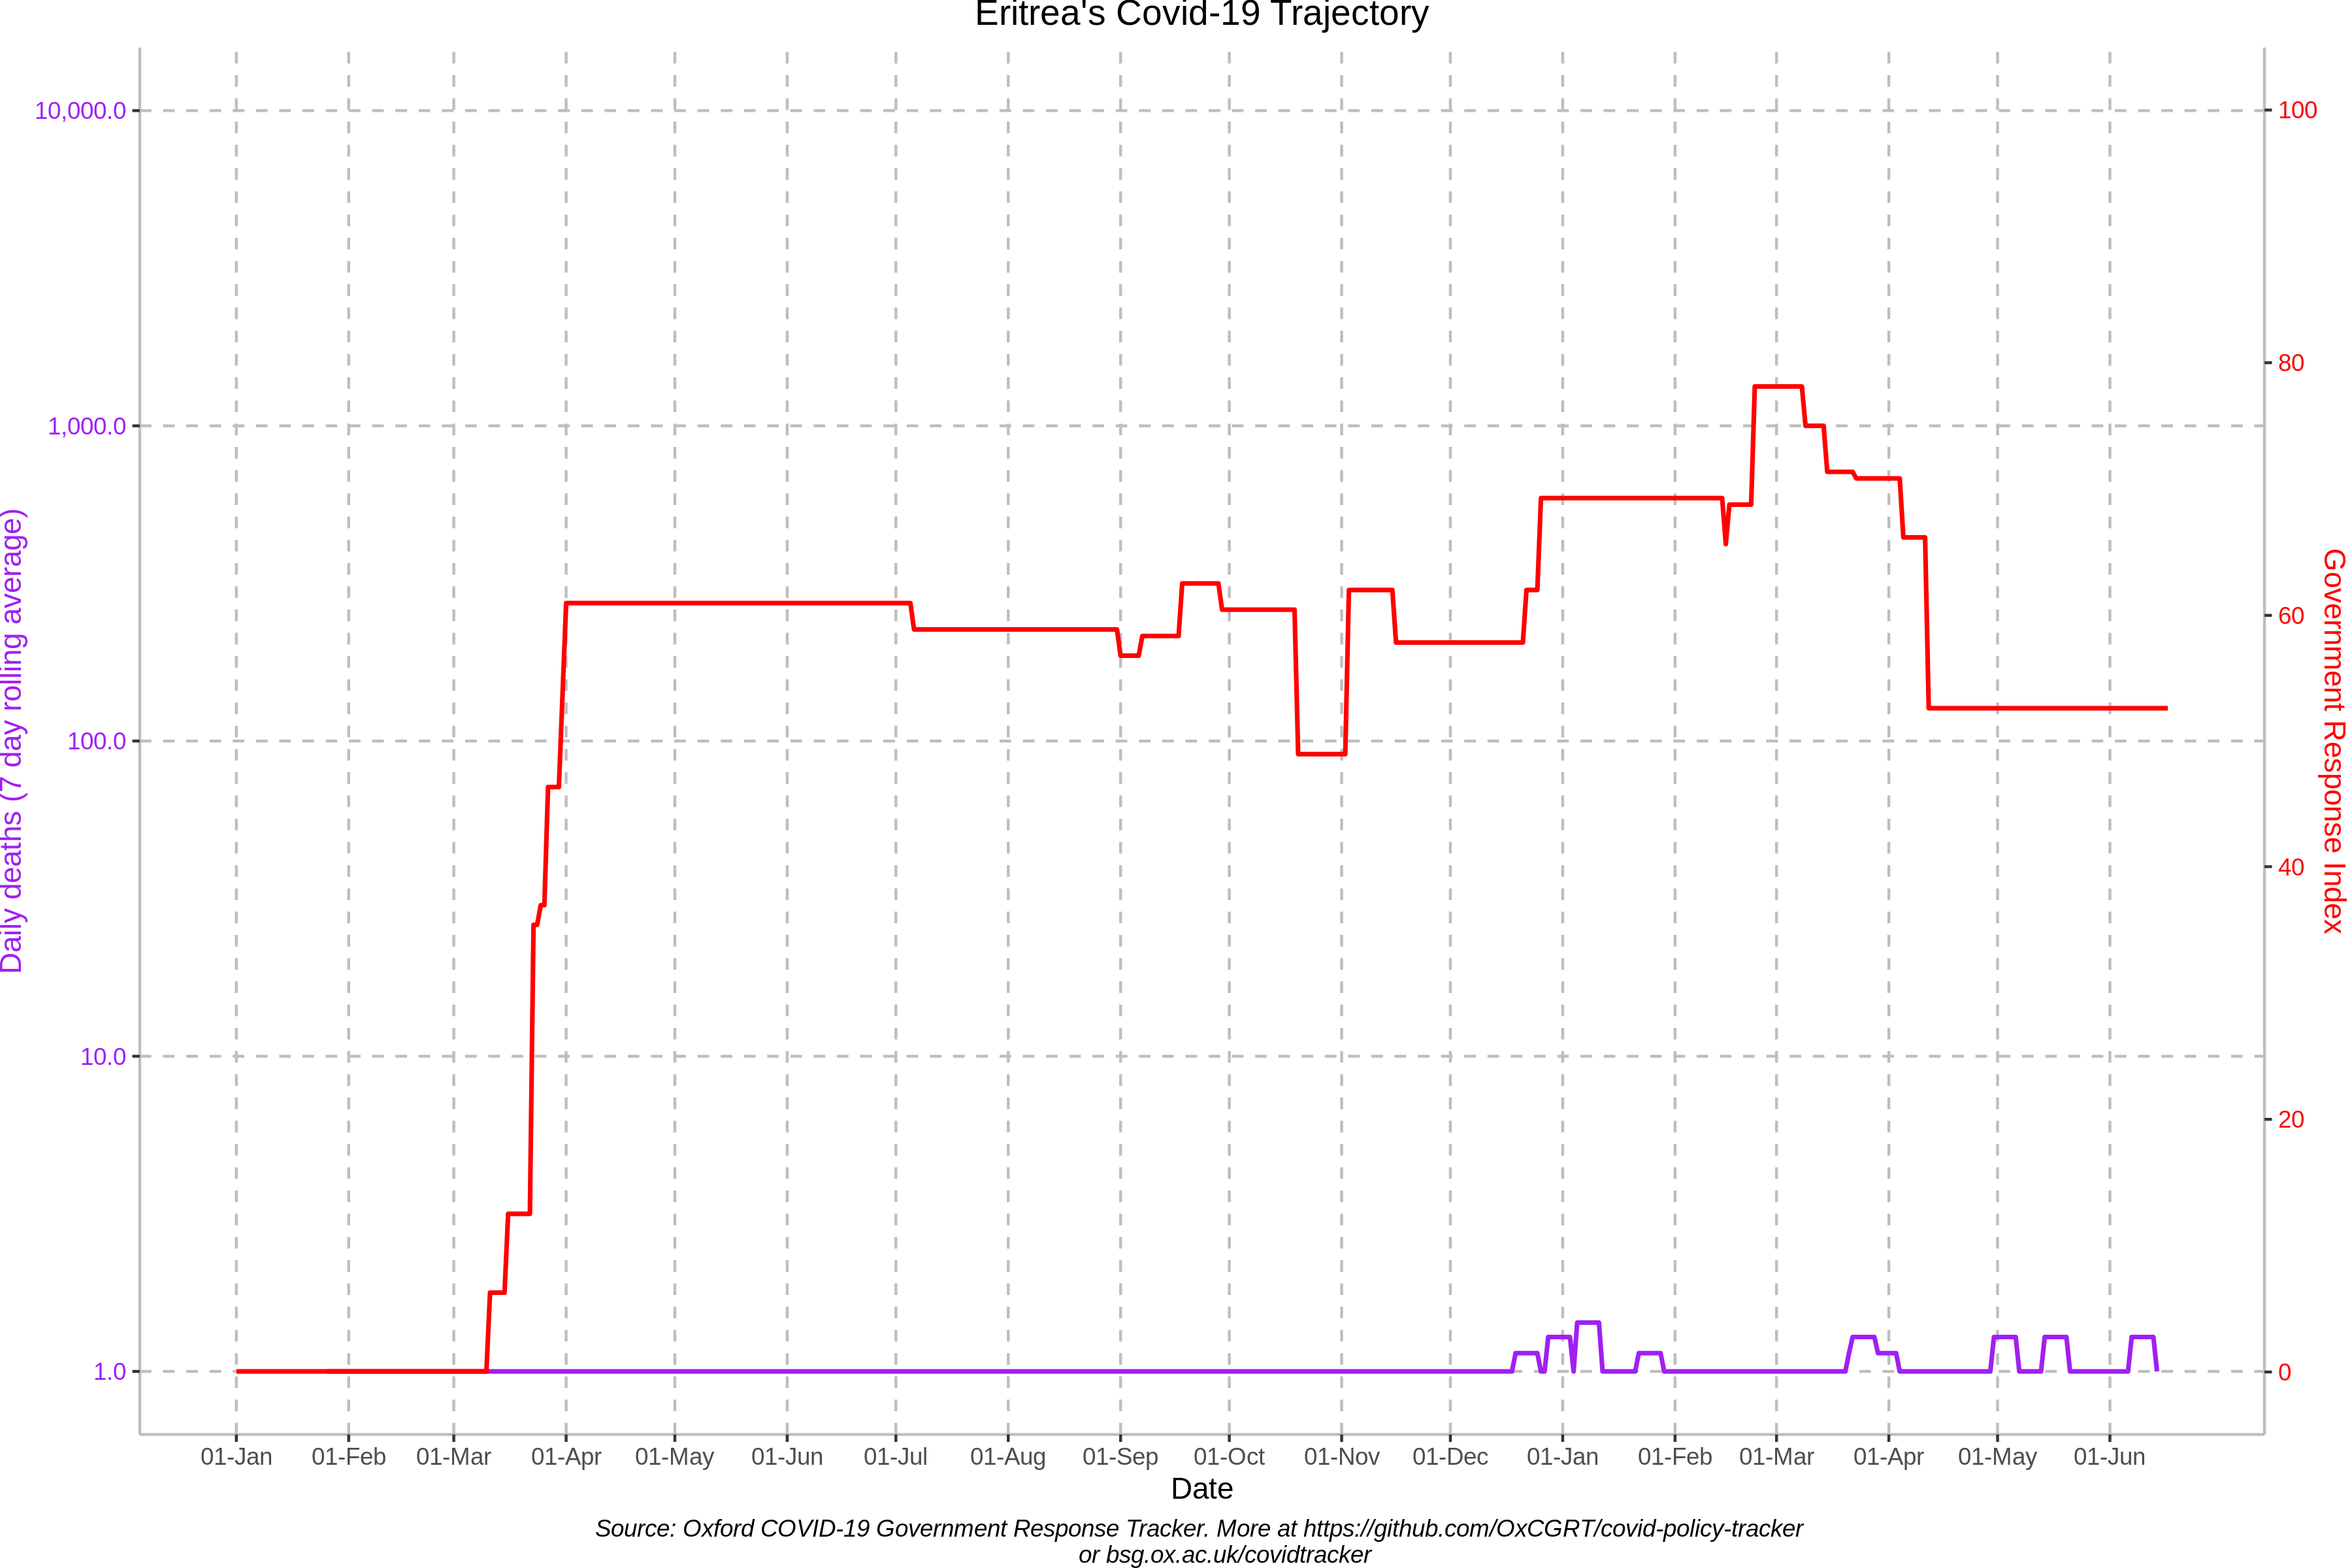 Eritrea's Covid-19 Trajectory
10,000.0
1,000.0
100.0
10.0
1.0
Daily deaths (7 day rolling average)
100
80
60
40
20
0
Government Response Index
01-Jan 01-Feb 01-Mar 01-Apr 01-May 01-Jun 01-Jul 01-Aug 01-Sep 01-Oct 01-Nov 01-Dec 01-Jan 01-Feb 01-Mar 01-Apr 01-May 01-Jun
Date
Source: Oxford COVID-19 Government Response Tracker. More at https://github.com/OxCGRT/covid-policy-tracker
or bsg.ox.ac.uk/covidtracker